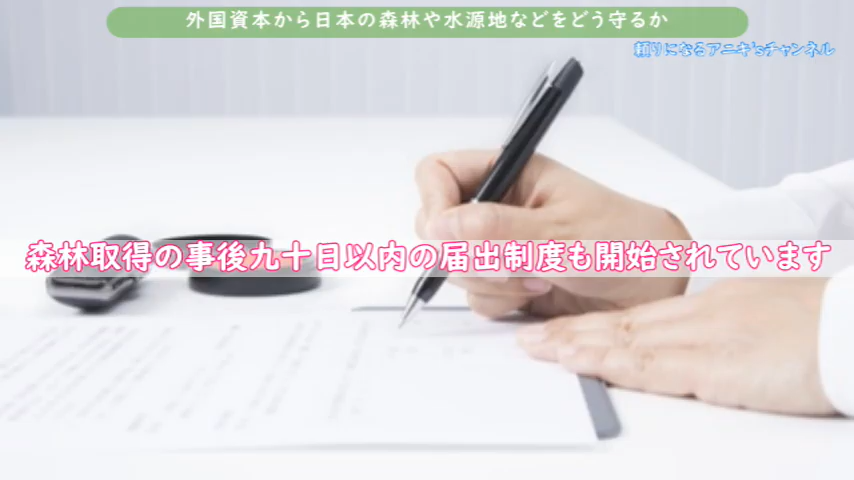 外国資本から日本の森林や水源地などをどう守るか
頼りになるアニキ'sチャンネル
森林取得の事後九十日以内の届出制度も開始されています